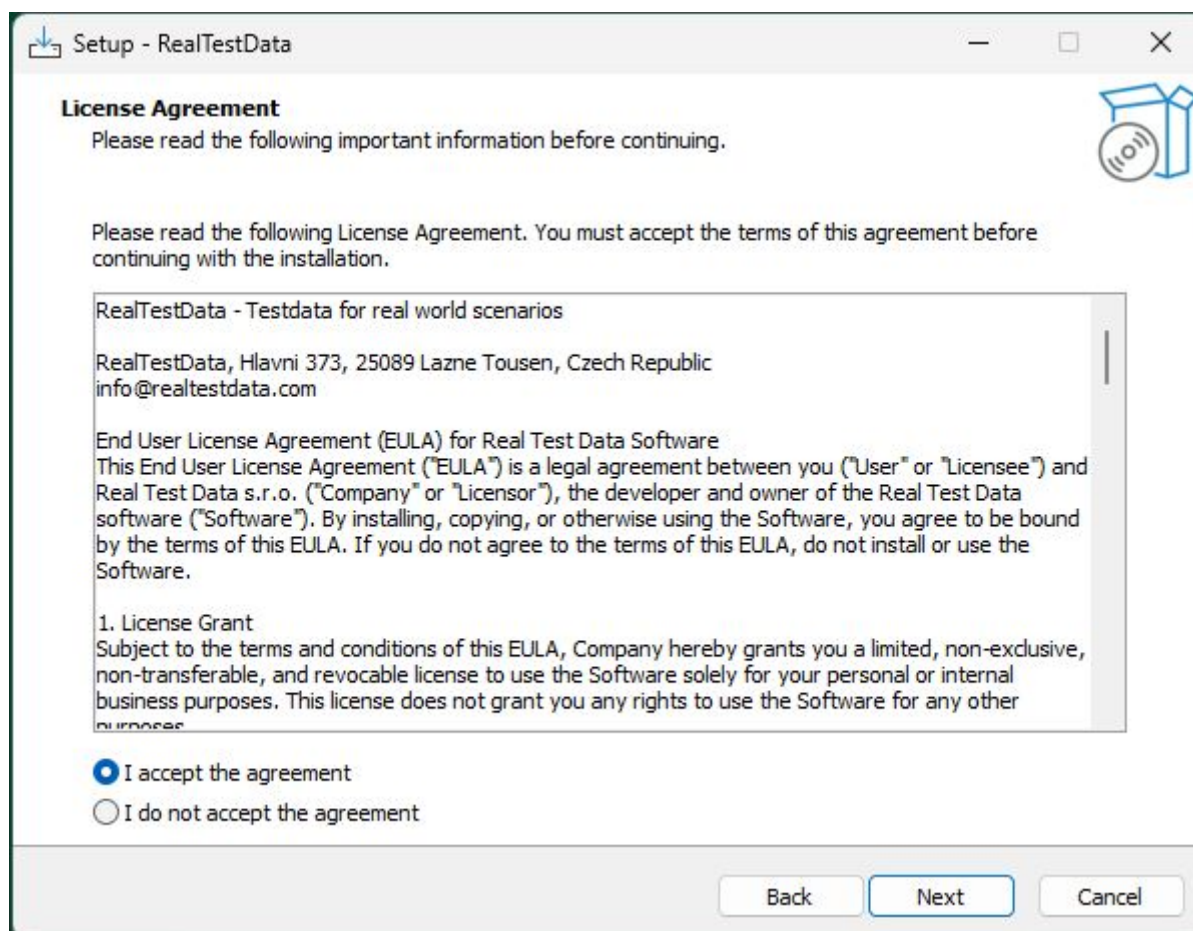 Setup - RealTestData
License Agreement
Please read the following important information before continuing.
Please read the following License Agreement. You must accept the terms of this agreement before
continuing with the installation.
RealTestData - Testdata for real world scenarios
RealTestData, Hlavni 373, 25089 Lazne Tousen, Czech Republic
info@realtestdata.com
End User License Agreement (EULA) for Real Test Data Software
This End User License Agreement ("EULA") is a legal agreement between you ("User" or "Licensee") and
Real Test Data s.r.o. ("Company" or "Licensor"), the developer and owner of the Real Test Data
software ("Software"). By installing, copying, or otherwise using the Software, you agree to be bound
by the terms of this EULA. If you do not agree to the terms of this EULA, do not install or use the
Software.
1. License Grant
Subject to the terms and conditions of this EULA, Company hereby grants you a limited, non-exclusive,
non-transferable, and revocable license to use the Software solely for your personal or internal
business purposes. This license does not grant you any rights to use the Software for any other
purposes.
I accept the agreement
I do not accept the agreement
Back
Next
Cancel